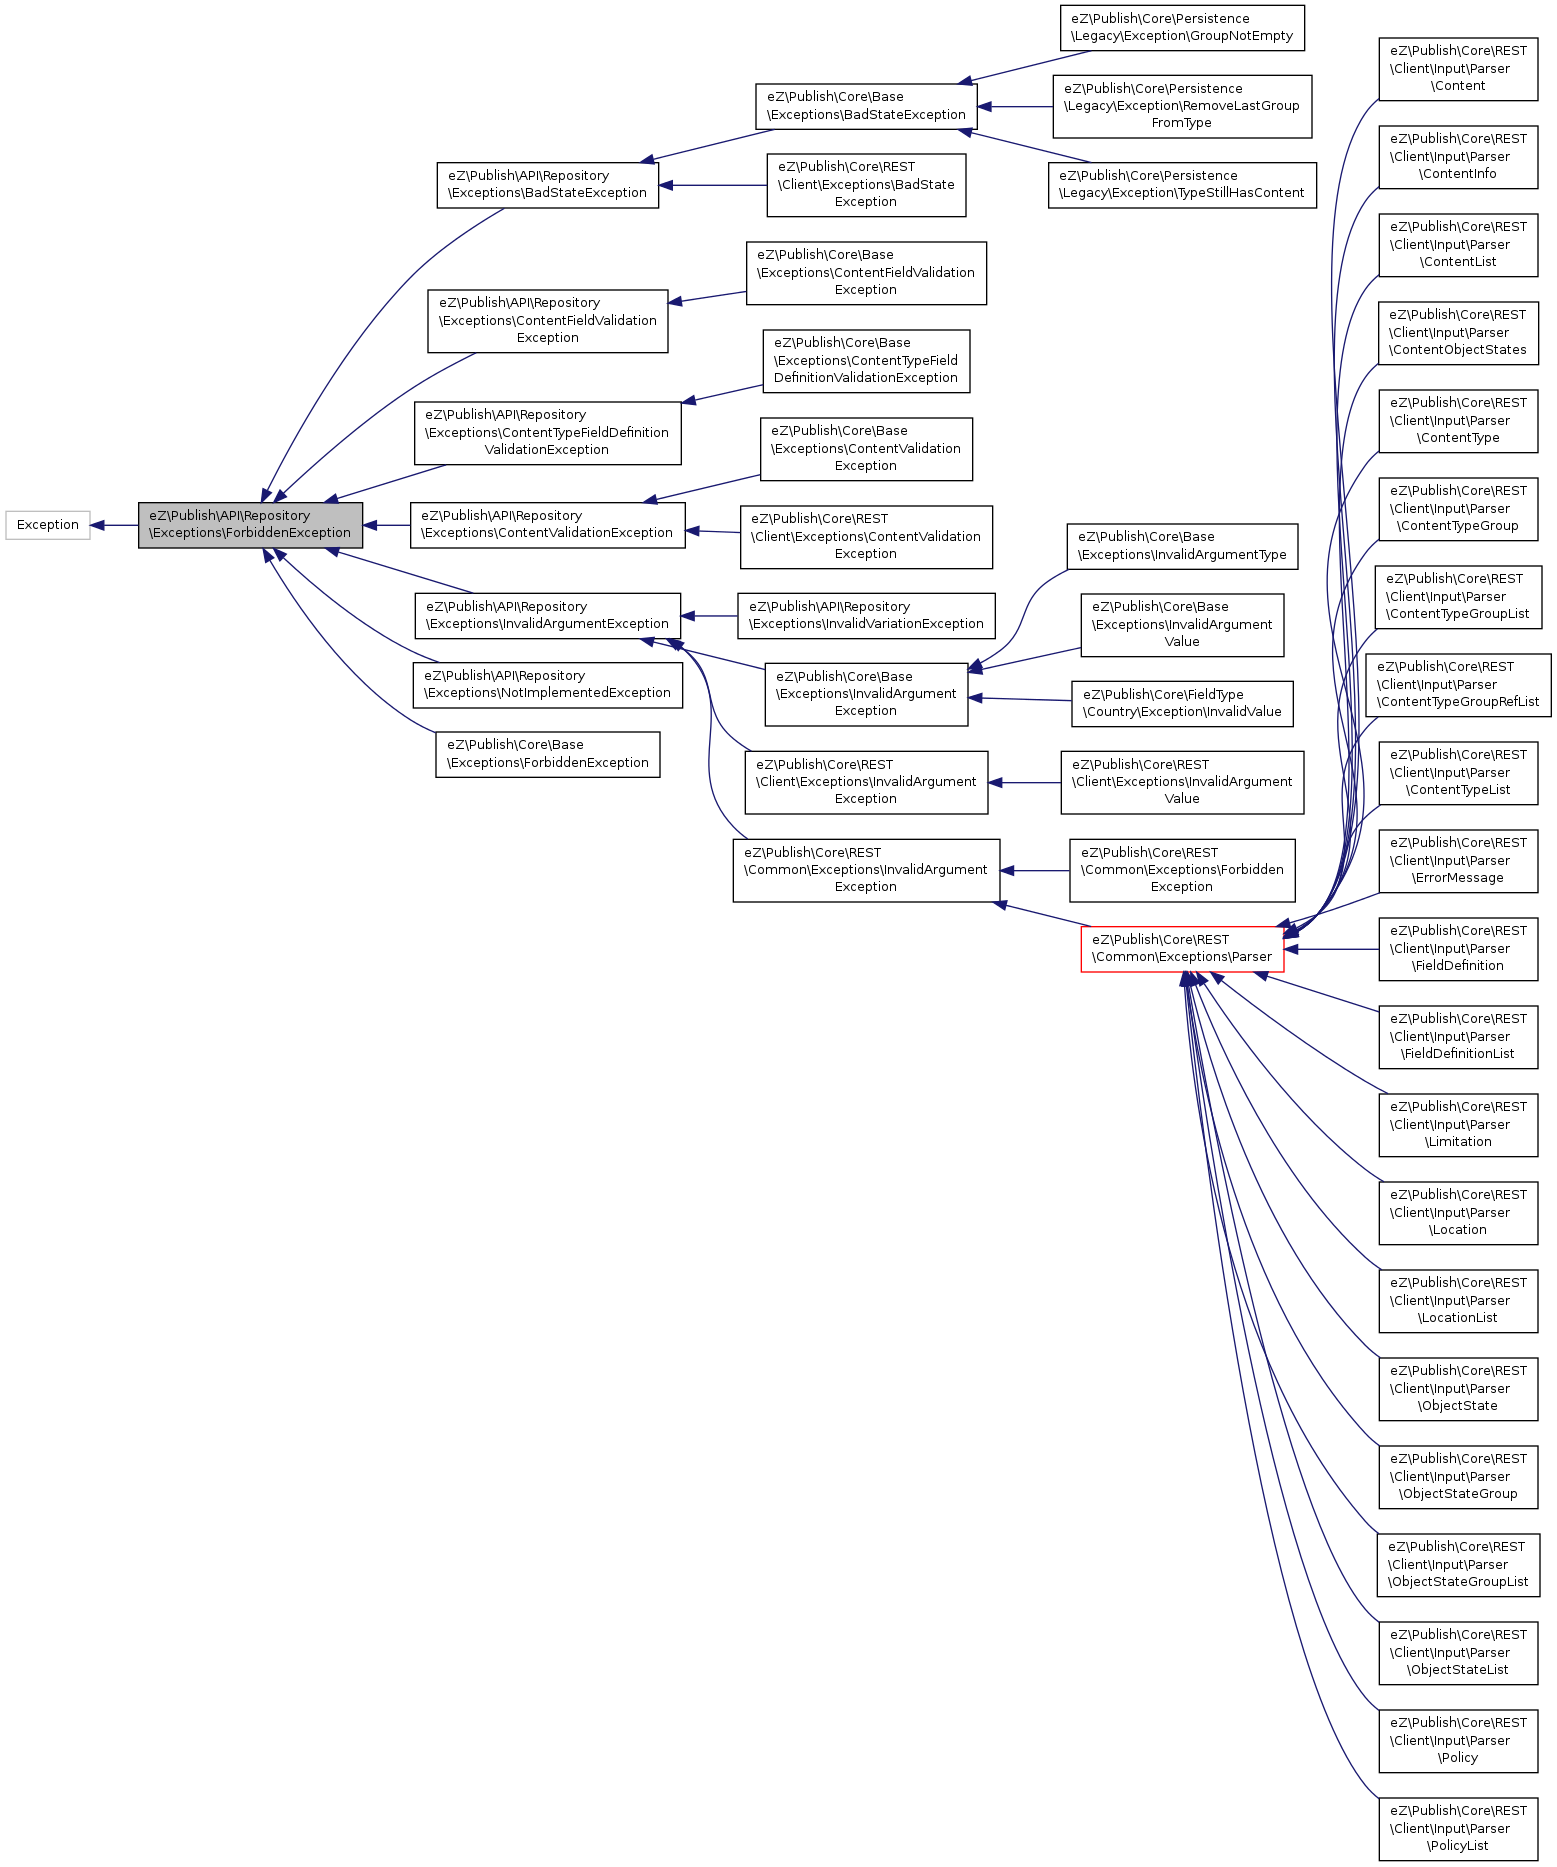 Exception
eZ\Publish\API\Repository
\Exceptions\ForbiddenException
eZ\Publish\API\Repository
\Exceptions\BadStateException
eZ\Publish\API\Repository
\Exceptions\ContentFieldValidation
Exception
eZ\Publish\API\Repository
\Exceptions\ContentTypeFieldDefinition
ValidationException
eZ\Publish\API\Repository
\Exceptions\ContentValidationException
eZ\Publish\API\Repository
\Exceptions\InvalidArgumentException
eZ\Publish\API\Repository
\Exceptions\NotImplementedException
eZ\Publish\Core\Base
\Exceptions\ForbiddenException
eZ\Publish\Core\Base
\Exceptions\BadStateException
eZ\Publish\Core\REST
\Client\Exceptions\BadState
Exception
eZ\Publish\Core\Base
\Exceptions\ContentFieldValidation
Exception
eZ\Publish\Core\Base
\Exceptions\ContentTypeField
DefinitionValidationException
eZ\Publish\Core\Base
\Exceptions\ContentValidation
Exception
eZ\Publish\Core\REST
\Client\Exceptions\ContentValidation
Exception
eZ\Publish\API\Repository
\Exceptions\InvalidVariationException
eZ\Publish\Core\Base
\Exceptions\InvalidArgument
Exception
eZ\Publish\Core\REST
\Client\Exceptions\InvalidArgument
Exception
eZ\Publish\Core\REST
\Common\Exceptions\InvalidArgument
Exception
eZ\Publish\Core\Persistence
\Legacy\Exception\GroupNotEmpty
eZ\Publish\Core\Persistence
\Legacy\Exception\RemoveLastGroup
FromType
eZ\Publish\Core\Persistence
\Legacy\Exception\TypeStillHasContent
eZ\Publish\Core\Base
\Exceptions\InvalidArgumentType
eZ\Publish\Core\Base
\Exceptions\InvalidArgument
Value
eZ\Publish\Core\FieldType
\Country\Exception\InvalidValue
eZ\Publish\Core\REST
\Client\Exceptions\InvalidArgument
Value
eZ\Publish\Core\REST
\Common\Exceptions\Forbidden
Exception
eZ\Publish\Core\REST
\Common\Exceptions\Parser
eZ\Publish\Core\REST
\Client\Input\Parser
\Content
eZ\Publish\Core\REST
\Client\Input\Parser
\ContentInfo
eZ\Publish\Core\REST
\Client\Input\Parser
\ContentList
eZ\Publish\Core\REST
\Client\Input\Parser
\ContentObjectStates
eZ\Publish\Core\REST
\Client\Input\Parser
\ContentType
eZ\Publish\Core\REST
\Client\Input\Parser
\ContentTypeGroup
eZ\Publish\Core\REST
\Client\Input\Parser
\ContentTypeGroupList
eZ\Publish\Core\REST
\Client\Input\Parser
\ContentTypeGroupRefList
eZ\Publish\Core\REST
\Client\Input\Parser
\ContentTypeList
eZ\Publish\Core\REST
\Client\Input\Parser
\ErrorMessage
eZ\Publish\Core\REST
\Client\Input\Parser
\FieldDefinition
eZ\Publish\Core\REST
\Client\Input\Parser
\FieldDefinitionList
eZ\Publish\Core\REST
\Client\Input\Parser
\Limitation
eZ\Publish\Core\REST
\Client\Input\Parser
\Location
eZ\Publish\Core\REST
\Client\Input\Parser
\LocationList
eZ\Publish\Core\REST
\Client\Input\Parser
\ObjectState
eZ\Publish\Core\REST
\Client\Input\Parser
\ObjectStateGroup
eZ\Publish\Core\REST
\Client\Input\Parser
\ObjectStateGroupList
eZ\Publish\Core\REST
\Client\Input\Parser
\ObjectStateList
eZ\Publish\Core\REST
\Client\Input\Parser
\Policy
eZ\Publish\Core\REST
\Client\Input\Parser
\PolicyList